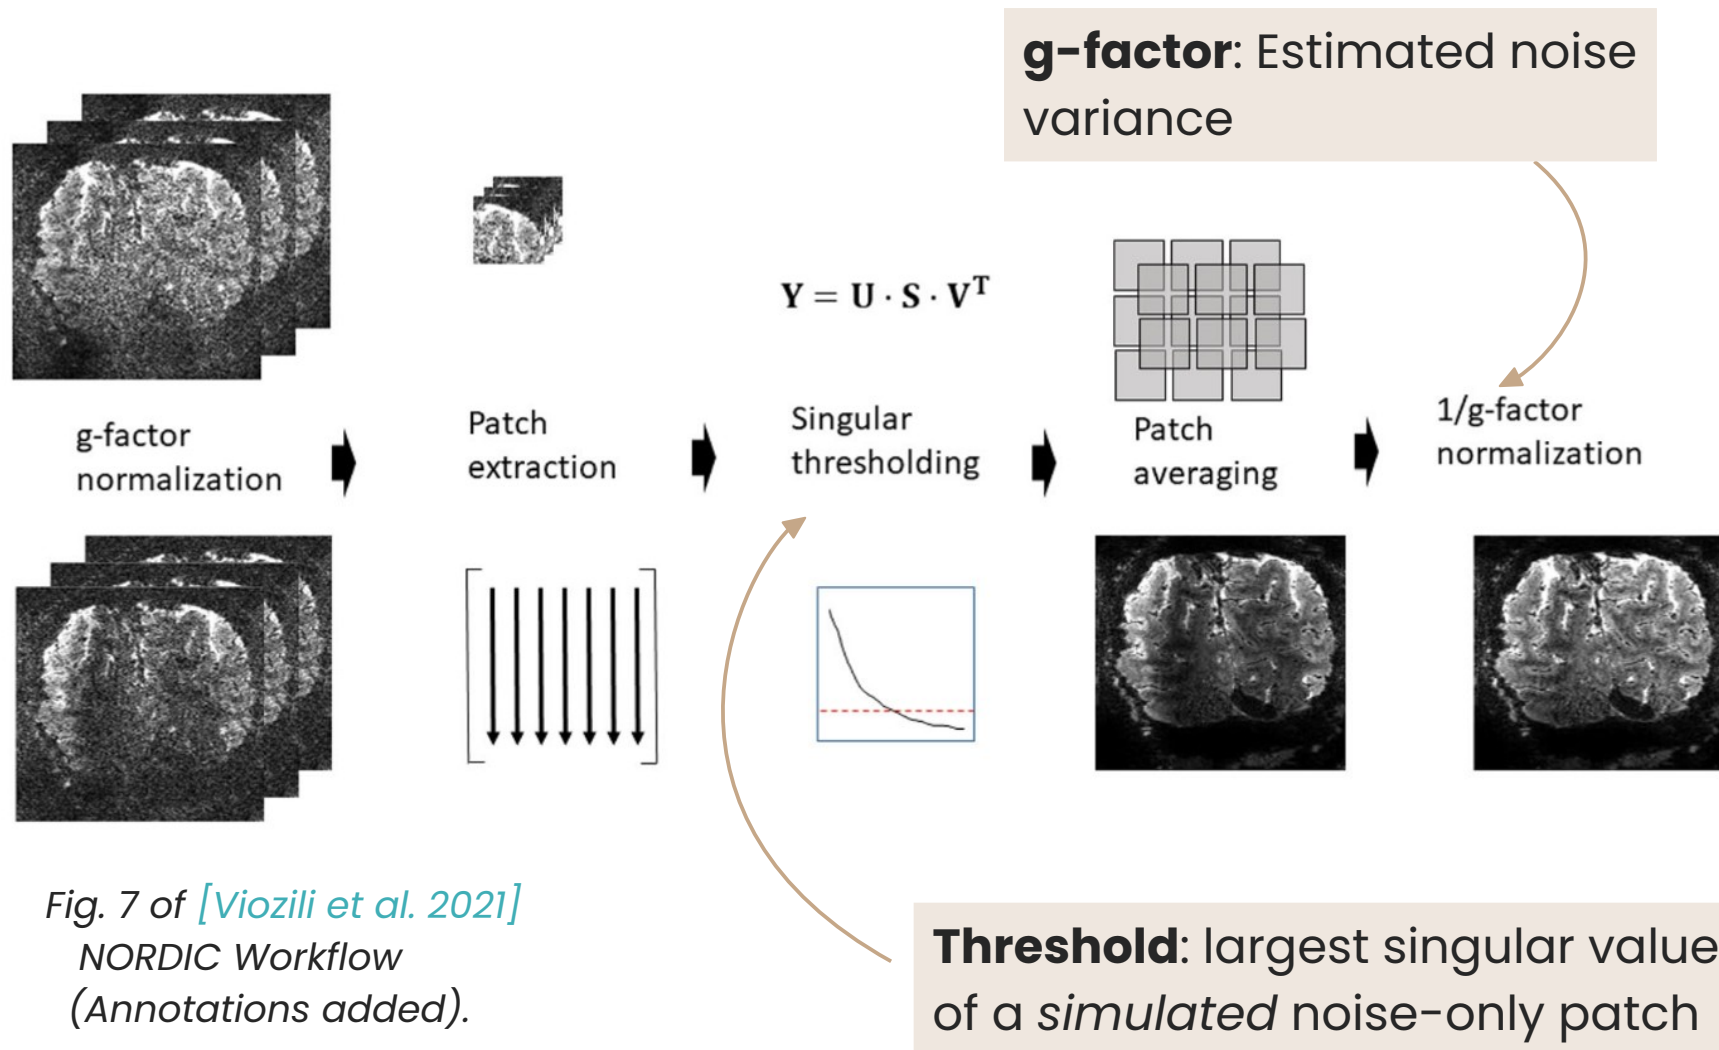 g-factor: Estimated noise
variance
Y = U · S · Vᵀ
g-factor
normalization
Patch
extraction
Singular
thresholding
Patch
averaging
1/g-factor
normalization
Fig. 7 of [Viozili et al. 2021]
NORDIC Workflow
(Annotations added).
Threshold: largest singular value
of a simulated noise-only patch